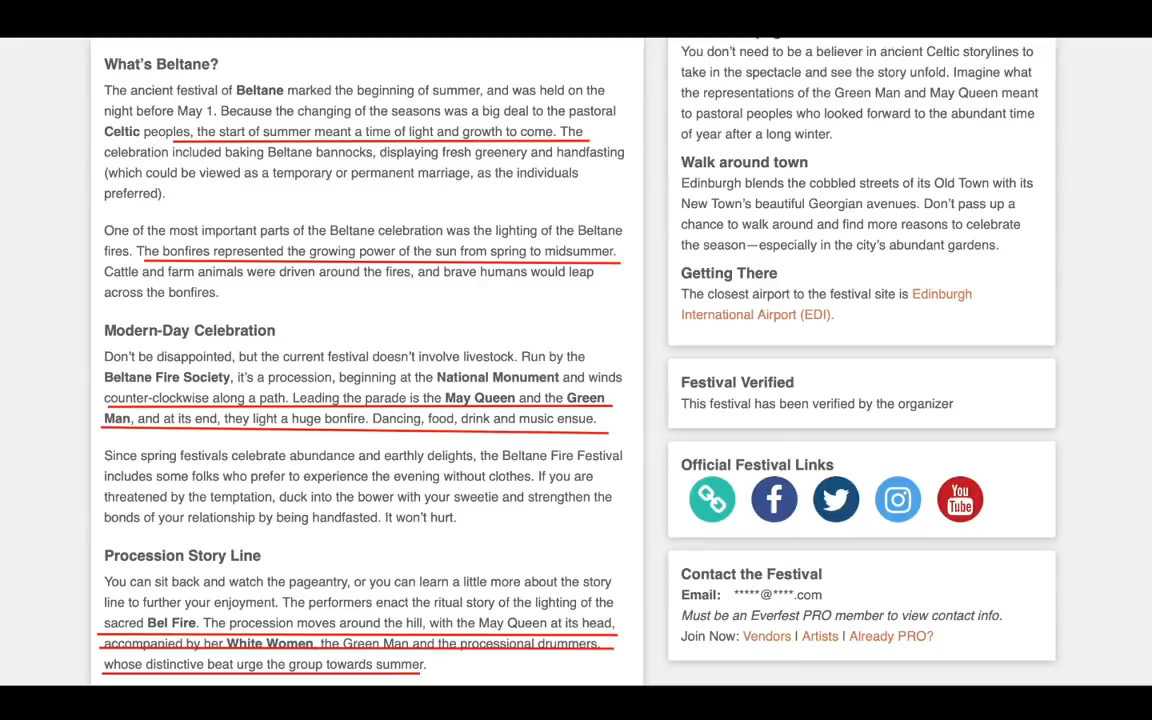 What's Beltane?
The ancient festival of Beltane marked the beginning of summer, and was held on the
night before May 1. Because the changing of the seasons was a big deal to the pastoral
Celtic peoples, the start of summer meant a time of light and growth to come. The
celebration included baking Beltane bannocks, displaying fresh greenery and handfasting
(which could be viewed as a temporary or permanent marriage, as the individuals
preferred).
One of the most important parts of the Beltane celebration was the lighting of the Beltane
fires. The bonfires represented the growing power of the sun from spring to midsummer.
Cattle and farm animals were driven around the fires, and brave humans would leap
across the bonfires.
Modern-Day Celebration
Don't be disappointed, but the current festival doesn't involve livestock. Run by the
Beltane Fire Society, it's a procession, beginning at the National Monument and winds
counter-clockwise along a path. Leading the parade is the May Queen and the Green
Man, and at its end, they light a huge bonfire. Dancing, food, drink and music ensue.
Since spring festivals celebrate abundance and earthly delights, the Beltane Fire Festival
includes some folks who prefer to experience the evening without clothes. If you are
threatened by the temptation, duck into the bower with your sweetie and strengthen the
bonds of your relationship by being handfasted. It won't hurt.
Procession Story Line
You can sit back and watch the pageantry, or you can learn a little more about the story
line to further your enjoyment. The performers enact the ritual story of the lighting of the
sacred Bel Fire. The procession moves around the hill, with the May Queen at its head,
accompanied by her White Women, the Green Man and the processional drummers,
whose distinctive beat urge the group towards summer.
You don't need to be a believer in ancient Celtic storylines to
take in the spectacle and see the story unfold. Imagine what
the representations of the Green Man and May Queen meant
to pastoral peoples who looked forward to the abundant time
of year after a long winter.
Walk around town
Edinburgh blends the cobbled streets of its Old Town with its
New Town's beautiful Georgian avenues. Don't pass up a
chance to walk around and find more reasons to celebrate
the season—especially in the city's abundant gardens.
Getting There
The closest airport to the festival site is Edinburgh
International Airport (EDI).
Festival Verified
This festival has been verified by the organizer
Official Festival Links
You
Tube
Contact the Festival
Email: *****@****.com
Must be an Everfest PRO member to view contact info.
Join Now: Vendors | Artists | Already PRO?